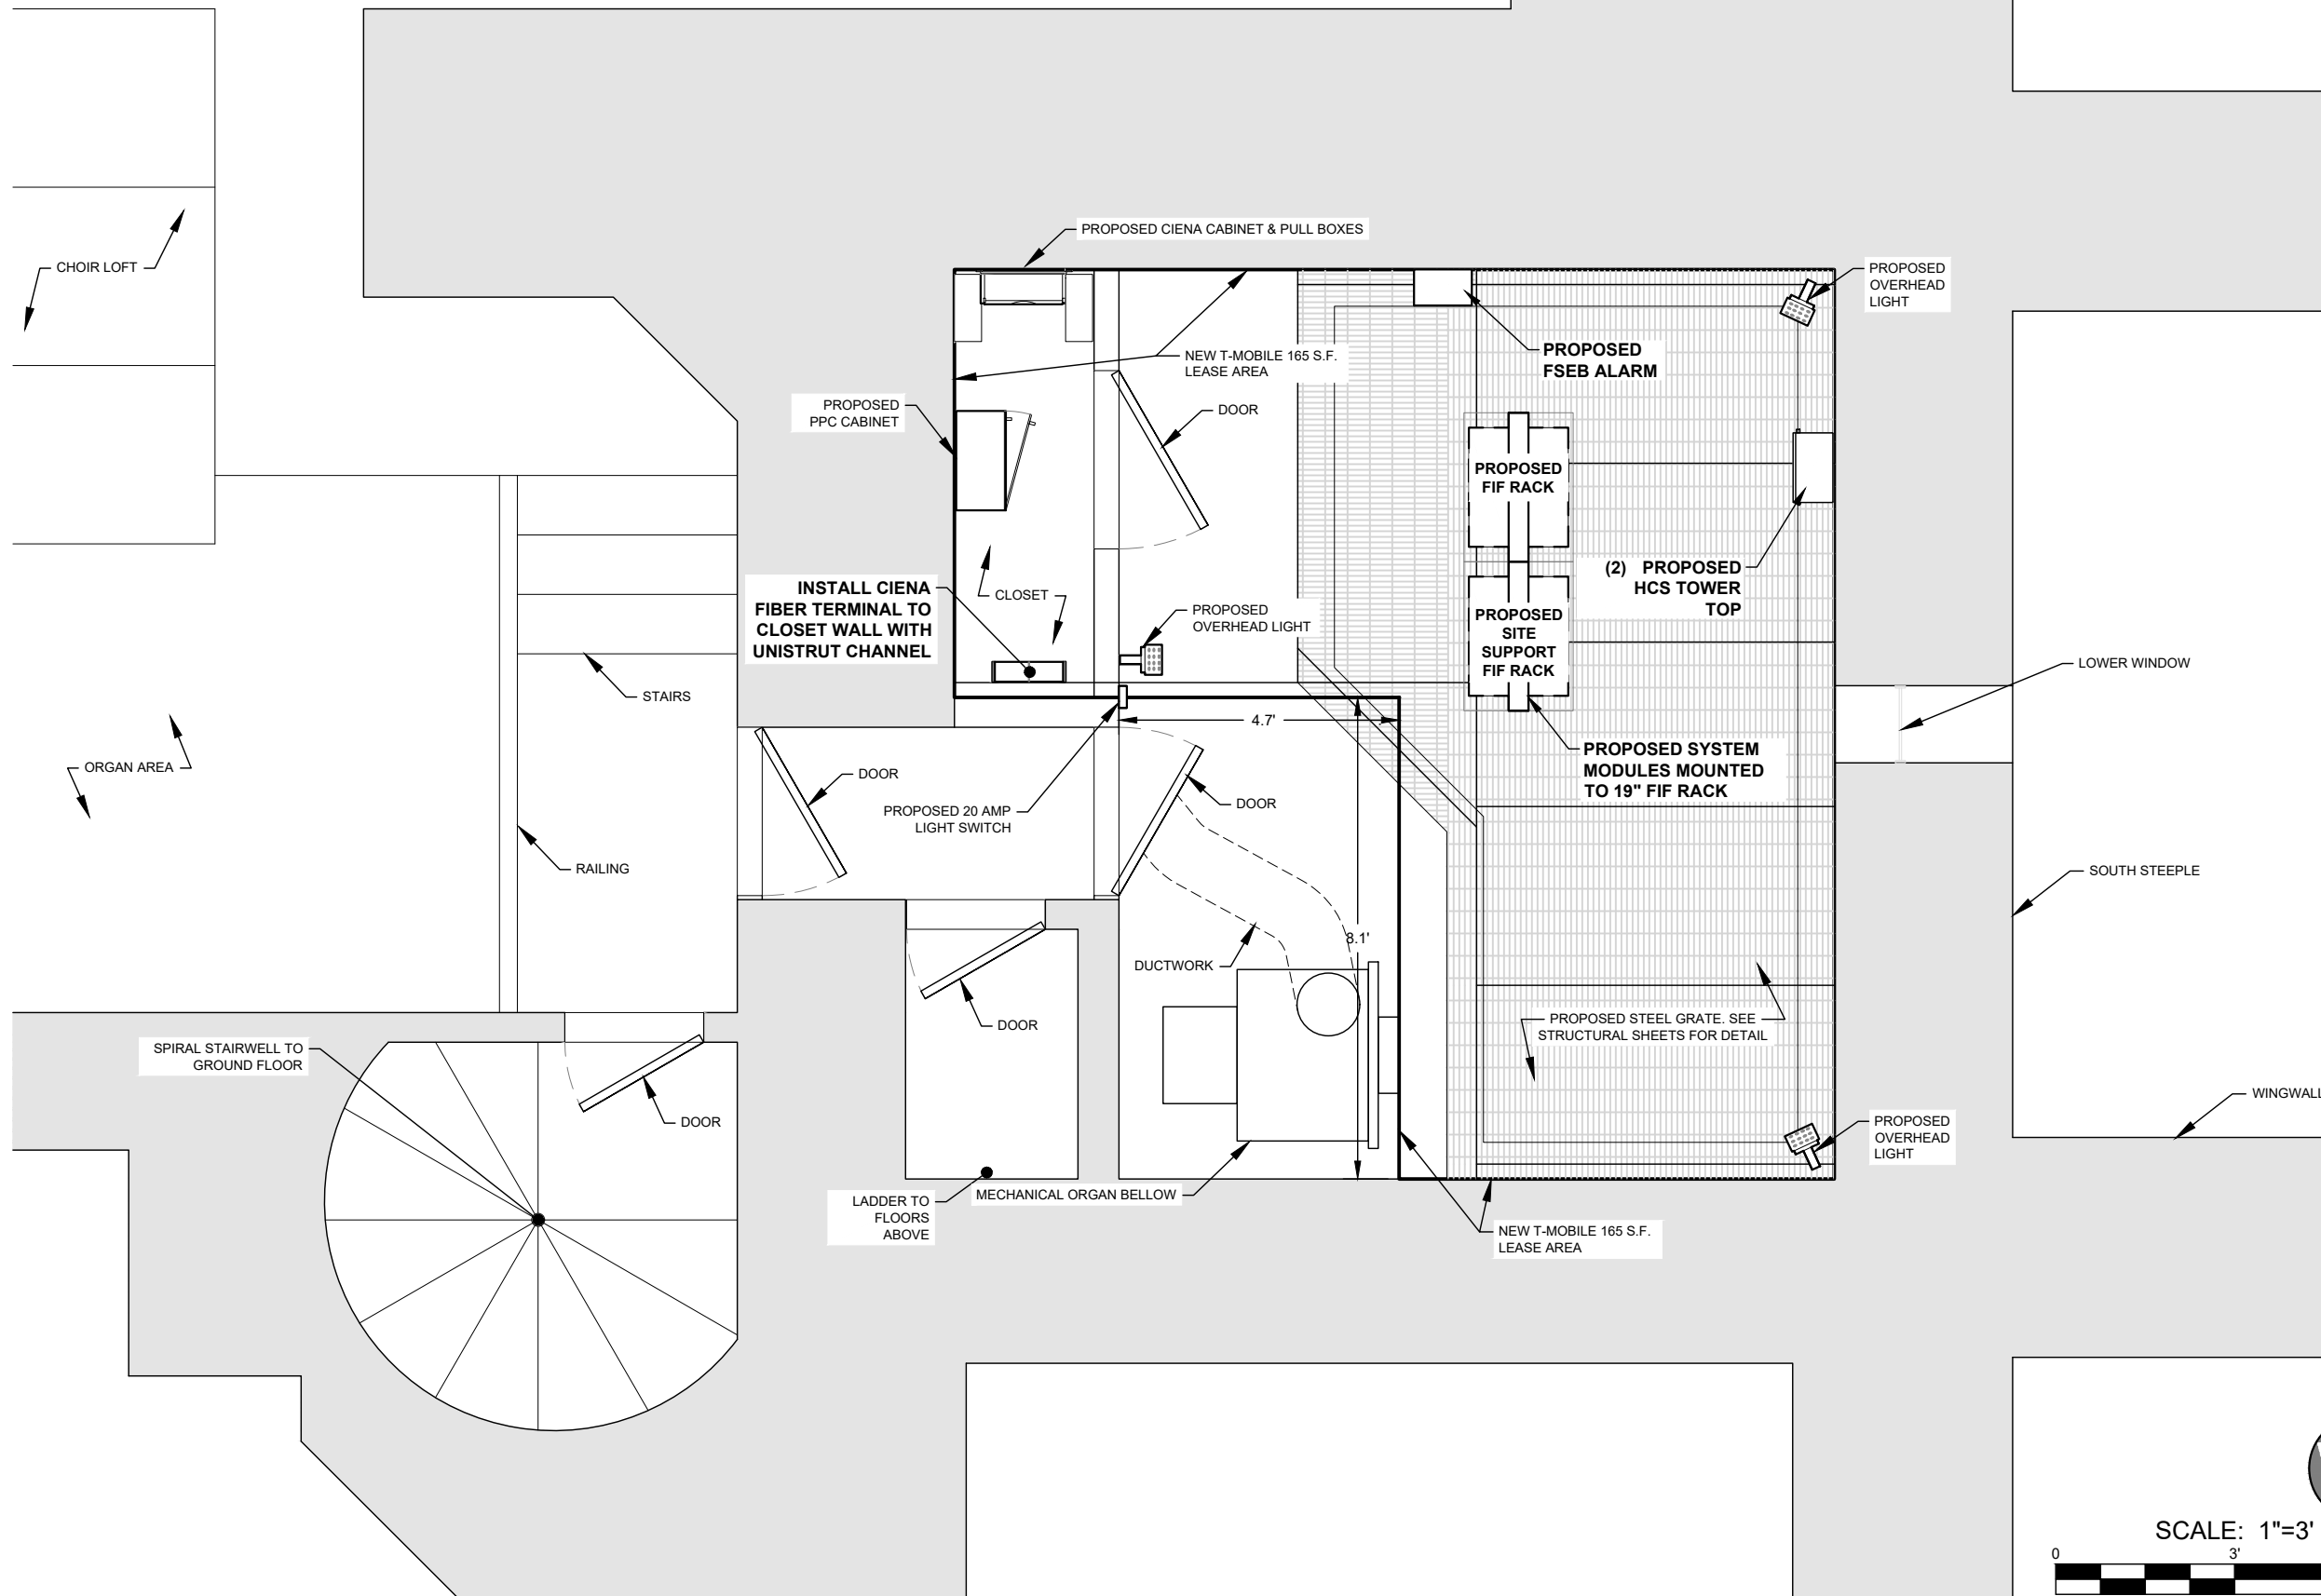 PROPOSED CIENA CABINET & PULL BOXES
CHOIR LOFT
PROPOSED
OVERHEAD
LIGHT
NEW T-MOBILE 165 S.F.
LEASE AREA
PROPOSED
FSEB ALARM
PROPOSED
PPC CABINET
DOOR
PROPOSED
FIF RACK
(2) PROPOSED
HCS TOWER
TOP
INSTALL CIENA
FIBER TERMINAL TO
CLOSET WALL WITH
UNISTRUT CHANNEL
CLOSET
PROPOSED
OVERHEAD LIGHT
PROPOSED
SITE
SUPPORT
FIF RACK
LOWER WINDOW
STAIRS
4.7'
PROPOSED SYSTEM
MODULES MOUNTED
TO 19" FIF RACK
ORGAN AREA
DOOR
PROPOSED 20 AMP
LIGHT SWITCH
DOOR
RAILING
SOUTH STEEPLE
8.1'
DUCTWORK
DOOR
PROPOSED STEEL GRATE. SEE
STRUCTURAL SHEETS FOR DETAIL
SPIRAL STAIRWELL TO
GROUND FLOOR
DOOR
WINGWALL
PROPOSED
OVERHEAD
LIGHT
LADDER TO
FLOORS
ABOVE
MECHANICAL ORGAN BELLOW
NEW T-MOBILE 165 S.F.
LEASE AREA
SCALE: 1"=3'
0 3'